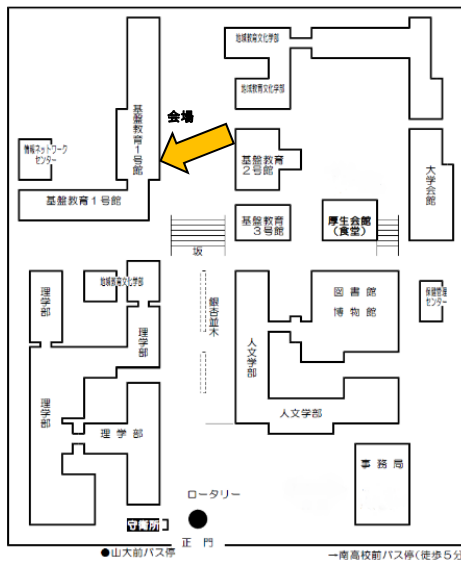 地域教育文化学部
会場
基盤教育1号館
地域教育文化学部
情報ネットワーク
センター
基盤教育
2号館
大学会館
基盤教育1号館
基盤教育
3号館
厚生会館
(食堂)
坂
地域教育文化学部
理学部
銀杏並木
図書館
博物館
保健管理
センター
理学部
人文学部
理学部
人文学部
理学部
事務局
ロータリー
守衛所
正門
●山大前バス停
→南高校前バス停(徒歩5分